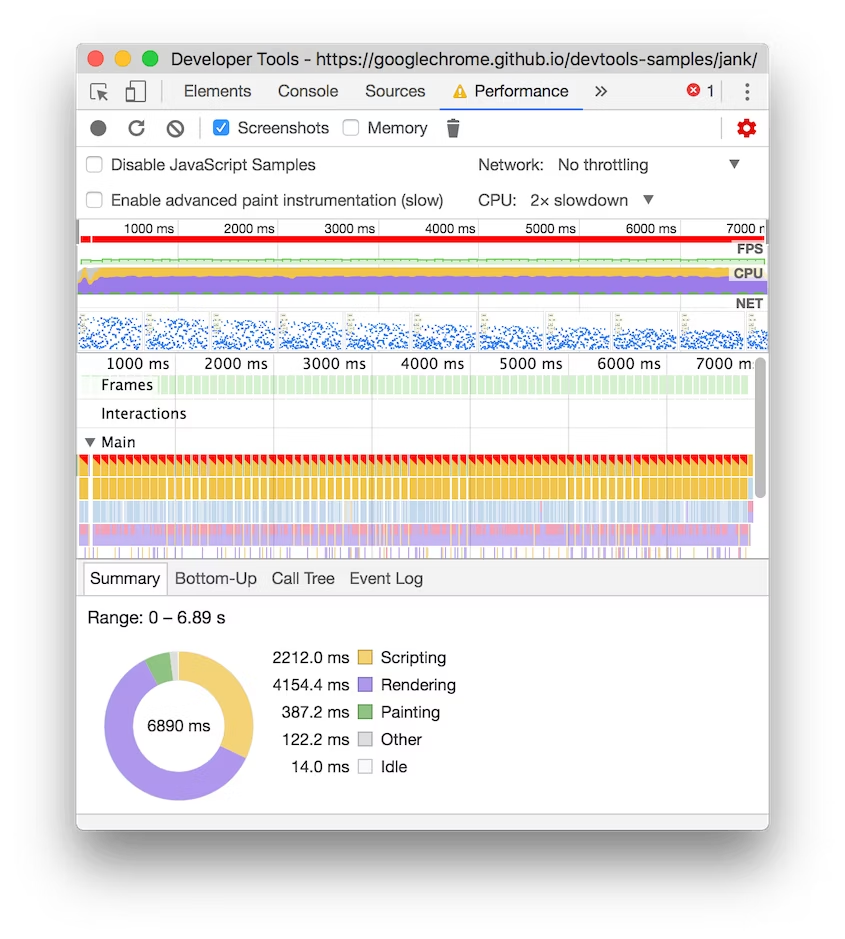 Developer Tools - https://googlechrome.github.io/devtools-samples/jank/
Elements Console Sources Performance » 1
Screenshots Memory
Disable JavaScript Samples Network: No throttling
Enable advanced paint instrumentation (slow) CPU: 2× slowdown
1000 ms 2000 ms 3000 ms 4000 ms 5000 ms 6000 ms 7000 r
FPS
CPU
NET
1000 ms 2000 ms 3000 ms 4000 ms 5000 ms 6000 ms 7000 m
Frames
Interactions
Main
Summary Bottom-Up Call Tree Event Log
Range: 0 – 6.89 s
2212.0 ms Scripting
4154.4 ms Rendering
387.2 ms Painting
6890 ms
122.2 ms Other
14.0 ms Idle